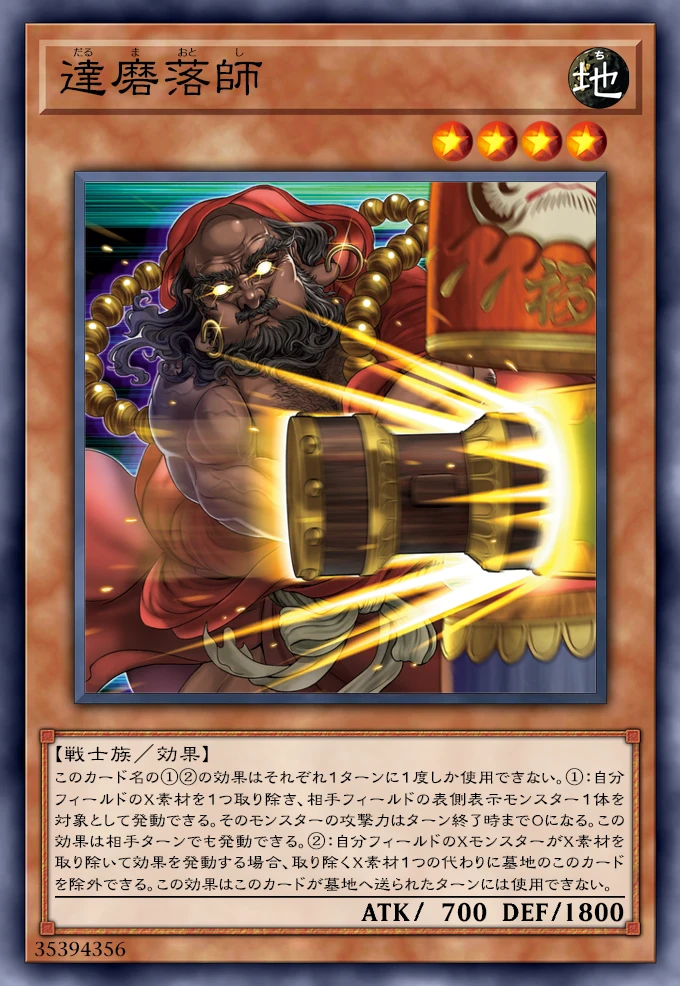 だるまおとし
達磨落師
ち
地
福
【戦士族／効果】
このカード名の①②の効果はそれぞれ1ターンに1度しか使用できない。①：自分
フィールドのX素材を1つ取り除き、相手フィールドの表側表示モンスター1体を
対象として発動できる。そのモンスターの攻撃力はターン終了時まで0になる。この
効果は相手ターンでも発動できる。②：自分フィールドのXモンスターがX素材を
取り除いて効果を発動する場合、取り除くX素材1つの代わりに墓地のこのカード
を除外できる。この効果はこのカードが墓地へ送られたターンには使用できない。
ATK/ 700 DEF/1800
35394356